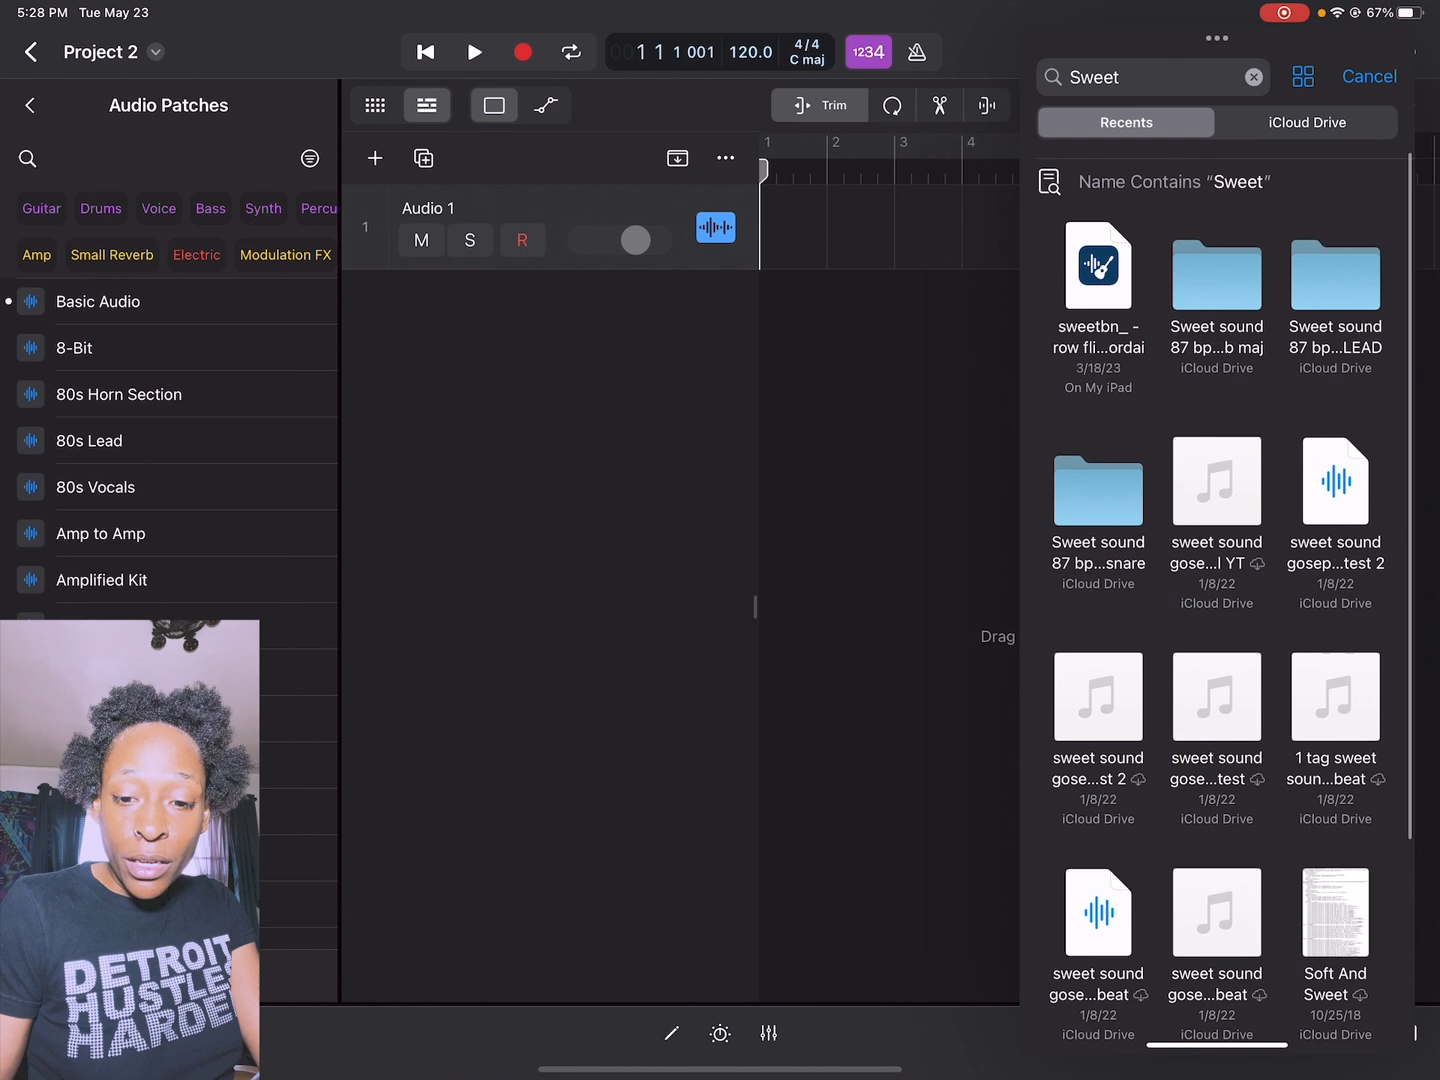 5:28 PM Tue May 23
67%
Project 2
1 1 1 001
120.0
4/4
C maj
1234
Sweet
Cancel
Recents
iCloud Drive
Audio Patches
Trim
1 2 3 4
Name Contains “Sweet”
Guitar Drums Voice Bass Synth Percu
Amp Small Reverb Electric Modulation FX
Audio 1
1
M S R
Basic Audio
8-Bit
80s Horn Section
80s Lead
80s Vocals
Amp to Amp
Amplified Kit
Drag
sweetbn_ -
row fli...ordai
3/18/23
On My iPad
Sweet sound
87 bp...b maj
iCloud Drive
Sweet sound
87 bp...LEAD
iCloud Drive
Sweet sound
87 bp...snare
iCloud Drive
sweet sound
gose...l YT
1/8/22
iCloud Drive
sweet sound
gosep...test 2
1/8/22
iCloud Drive
sweet sound
gose...st 2
1/8/22
iCloud Drive
sweet sound
gose...test
1/8/22
iCloud Drive
1 tag sweet
soun...beat
1/8/22
iCloud Drive
sweet sound
gose...beat
1/8/22
iCloud Drive
sweet sound
gose...beat
1/8/22
iCloud Drive
Soft And
Sweet
10/25/18
iCloud Drive
DETROIT
HUSTLES
HARDER